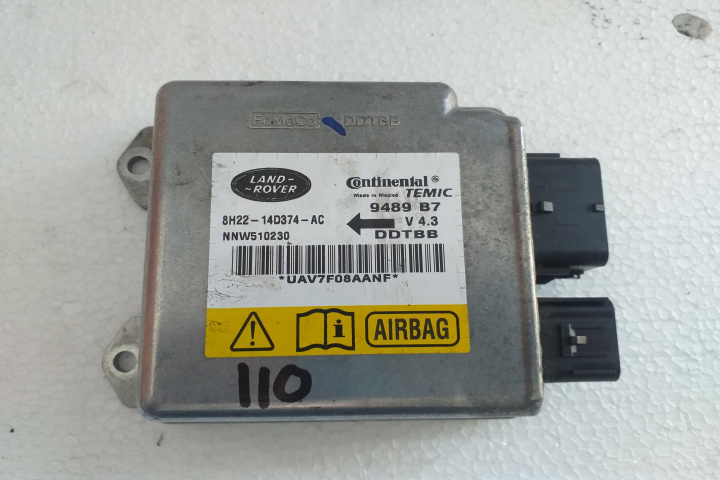 FoMoCo DDTBB
LAND-
~ROVER
Continental
Made in Mexico TEMIC
9489 B7
8H22-14D374-AC
V 4.3
NNW510230
DDTBB
*UAV7F08AANF*
AIRBAG
110